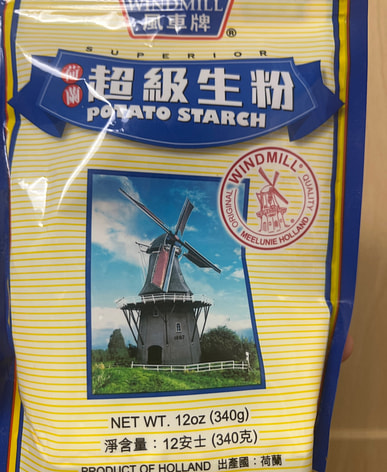 WINDMILL
風車牌
®
SUPERIOR
荷蘭
超級生粉
POTATO STARCH
WINDMILL®
ORIGINAL
QUALITY
MEELUNIE HOLLAND
NET WT. 12oz (340g)
淨含量：12安士 (340克)
PRODUCT OF HOLLAND 出產國：荷蘭